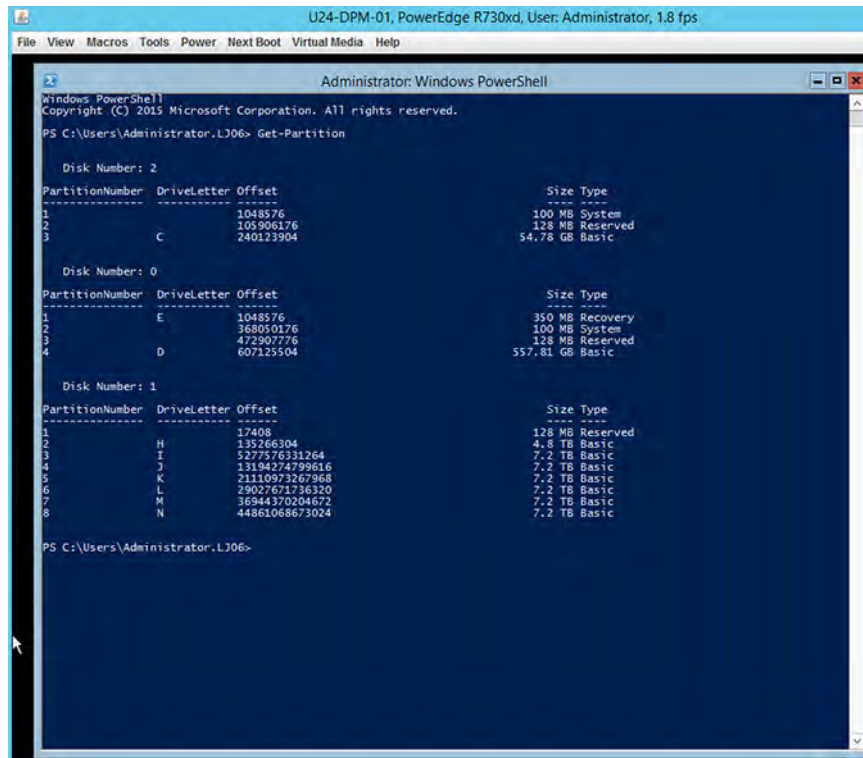 U24-DPM-01, PowerEdge R730xd, User: Administrator, 1.8 fps
File View Macros Tools Power Next Boot Virtual Media Help
Administrator: Windows PowerShell
Windows PowerShell
Copyright (C) 2015 Microsoft Corporation. All rights reserved.
PS C:\Users\Administrator.LJ06> Get-Partition
Disk Number: 2
PartitionNumber DriveLetter Offset Size Type
--------------- ----------- ------ ---- ----
1 1048576 100 MB System
2 105906176 128 MB Reserved
3 C 240123904 54.78 GB Basic
Disk Number: 0
PartitionNumber DriveLetter Offset Size Type
--------------- ----------- ------ ---- ----
1 E 1048576 350 MB Recovery
2 368050176 100 MB System
3 472907776 128 MB Reserved
4 D 607125504 557.81 GB Basic
Disk Number: 1
PartitionNumber DriveLetter Offset Size Type
--------------- ----------- ------ ---- ----
1 17408 128 MB Reserved
2 H 135266304 4.8 TB Basic
3 I 5277576331264 7.2 TB Basic
4 J 13194274799616 7.2 TB Basic
5 K 21110973267968 7.2 TB Basic
6 L 29027671736320 7.2 TB Basic
7 M 36944370204672 7.2 TB Basic
8 N 44861068673024 7.2 TB Basic
PS C:\Users\Administrator.LJ06>